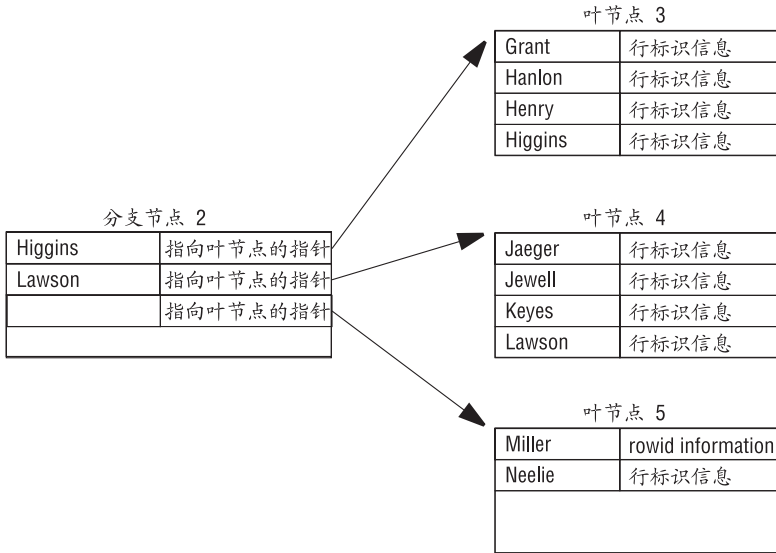 叶节点 3
Grant 行标识信息
Hanlon 行标识信息
Henry 行标识信息
Higgins 行标识信息
分支节点 2
Higgins 指向叶节点的指针
Lawson 指向叶节点的指针
指向叶节点的指针
叶节点 4
Jaeger 行标识信息
Jewell 行标识信息
Keyes 行标识信息
Lawson 行标识信息
叶节点 5
Miller rowid information
Neelie 行标识信息